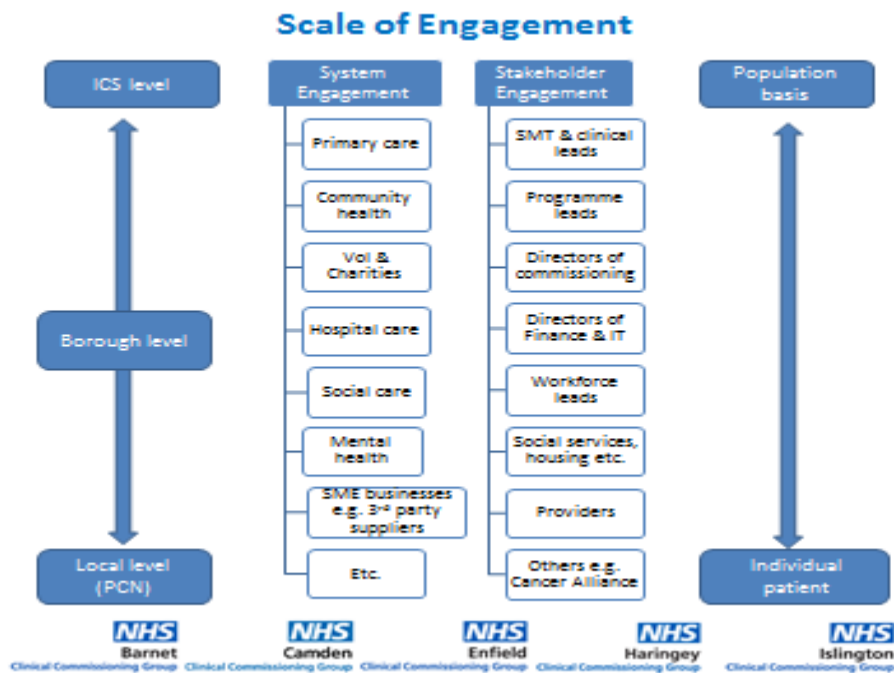 Scale of Engagement
ICS level
Borough level
Local level
(PCN)
System
Engagement
Primary care
Community
health
Vol &
Charities
Hospital care
Social care
Mental
health
SME businesses
e.g. 3rd party
suppliers
Etc.
Stakeholder
Engagement
SMT & clinical
leads
Programme
leads
Directors of
commissioning
Directors of
Finance & IT
Workforce
leads
Social services,
housing etc.
Providers
Others e.g.
Cancer Alliance
Population
basis
Individual
patient
NHS
Barnet
Clinical Commissioning Group
NHS
Camden
Clinical Commissioning Group
NHS
Enfield
Clinical Commissioning Group
NHS
Haringey
Clinical Commissioning Group
NHS
Islington
Clinical Commissioning Group